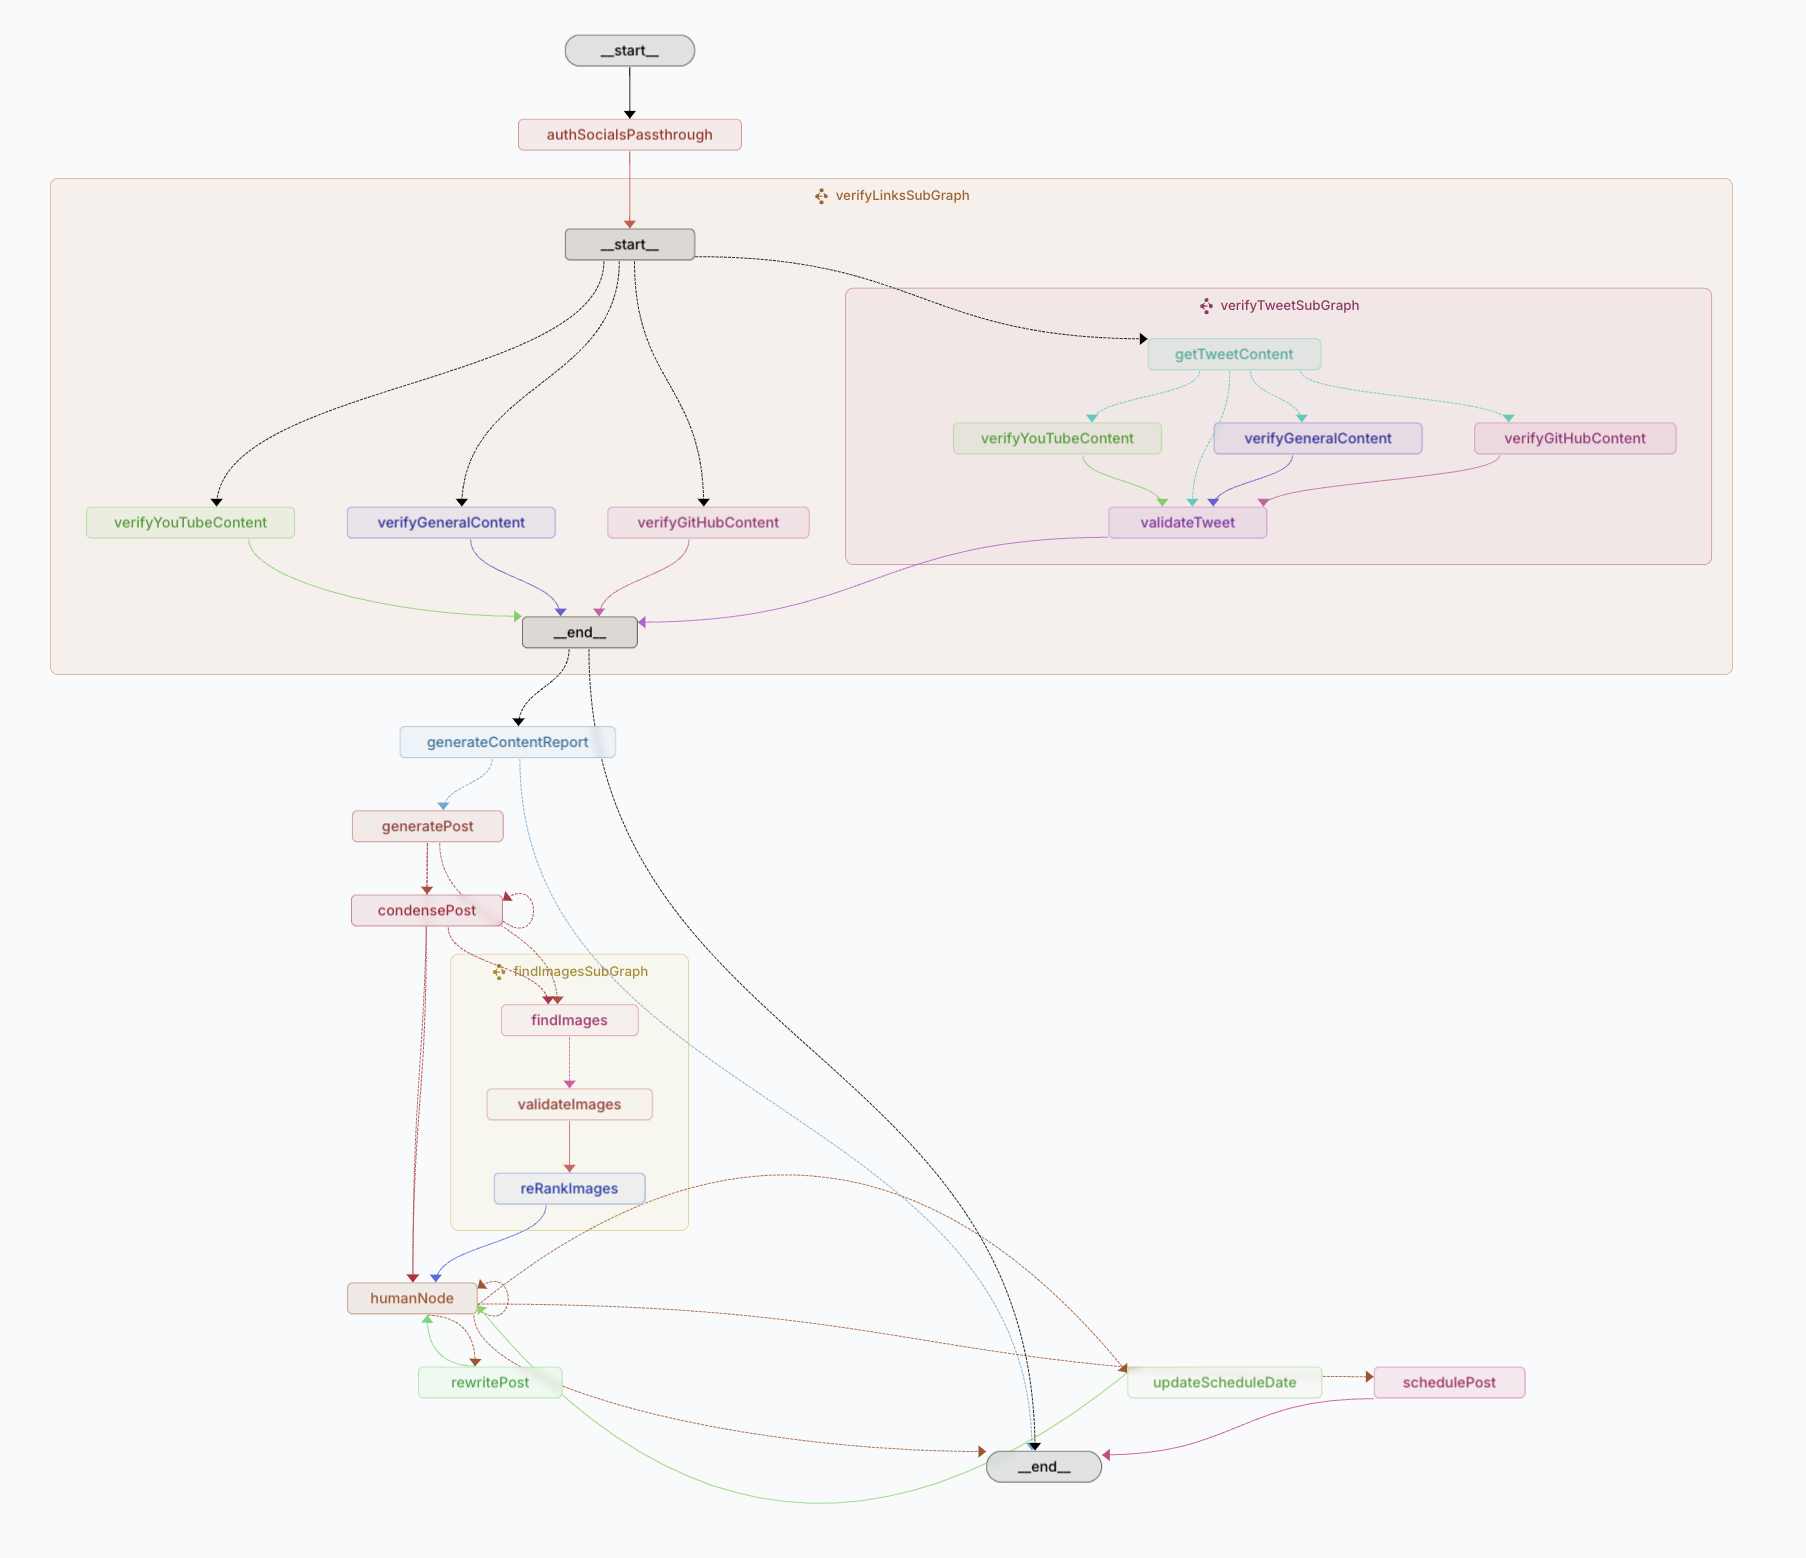 __start__
authSocialsPassthrough
verifyLinksSubGraph
__start__
verifyTweetSubGraph
getTweetContent
verifyYouTubeContent
verifyGeneralContent
verifyGitHubContent
verifyYouTubeContent
verifyGeneralContent
verifyGitHubContent
validateTweet
__end__
generateContentReport
generatePost
condensePost
findImagesSubGraph
findImages
validateImages
reRankImages
humanNode
rewritePost
updateScheduleDate
schedulePost
__end__